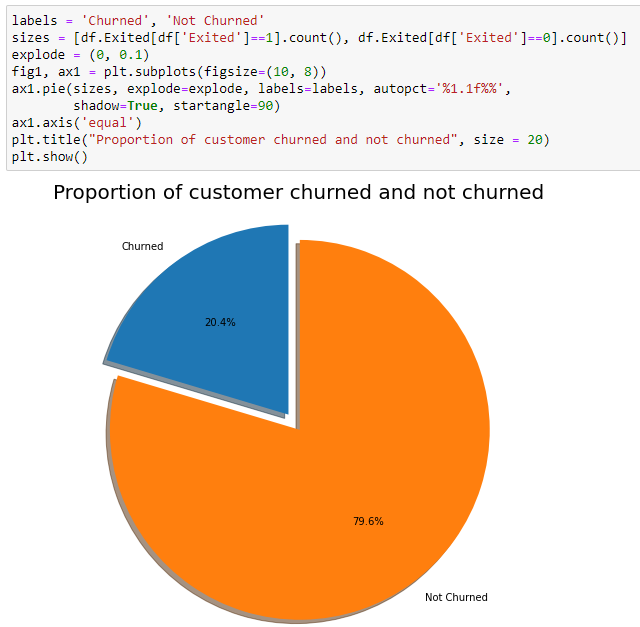 labels = 'Churned', 'Not Churned'
sizes = [df.Exited[df['Exited']==1].count(), df.Exited[df['Exited']==0].count()]
explode = (0, 0.1)
fig1, ax1 = plt.subplots(figsize=(10, 8))
ax1.pie(sizes, explode=explode, labels=labels, autopct='%1.1f%%',
        shadow=True, startangle=90)
ax1.axis('equal')
plt.title("Proportion of customer churned and not churned", size = 20)
plt.show()
Proportion of customer churned and not churned
Churned
20.4%
79.6%
Not Churned